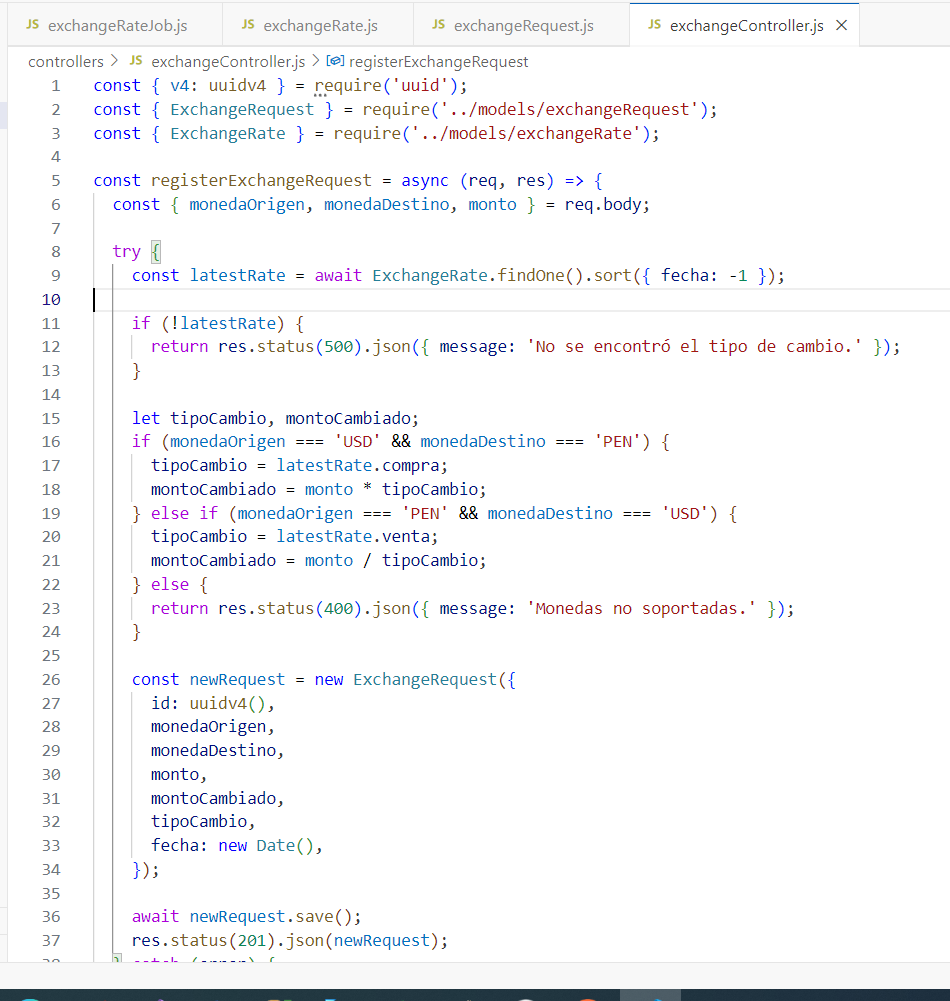 JS exchangeRateJob.js JS exchangeRate.js JS exchangeRequest.js JS exchangeController.js ×
controllers > JS exchangeController.js > registerExchangeRequest
1 const { v4: uuidv4 } = require('uuid');
2 const { ExchangeRequest } = require('../models/exchangeRequest');
3 const { ExchangeRate } = require('../models/exchangeRate');
4
5 const registerExchangeRequest = async (req, res) => {
6 const { monedaOrigen, monedaDestino, monto } = req.body;
7
8 try {
9 const latestRate = await ExchangeRate.findOne().sort({ fecha: -1 });
10
11 if (!latestRate) {
12 return res.status(500).json({ message: 'No se encontró el tipo de cambio.' });
13 }
14
15 let tipoCambio, montoCambiado;
16 if (monedaOrigen === 'USD' && monedaDestino === 'PEN') {
17 tipoCambio = latestRate.compra;
18 montoCambiado = monto * tipoCambio;
19 } else if (monedaOrigen === 'PEN' && monedaDestino === 'USD') {
20 tipoCambio = latestRate.venta;
21 montoCambiado = monto / tipoCambio;
22 } else {
23 return res.status(400).json({ message: 'Monedas no soportadas.' });
24 }
25
26 const newRequest = new ExchangeRequest({
27 id: uuidv4(),
28 monedaOrigen,
29 monedaDestino,
30 monto,
31 montoCambiado,
32 tipoCambio,
33 fecha: new Date(),
34 });
35
36 await newRequest.save();
37 res.status(201).json(newRequest);
38 } catch (error) {